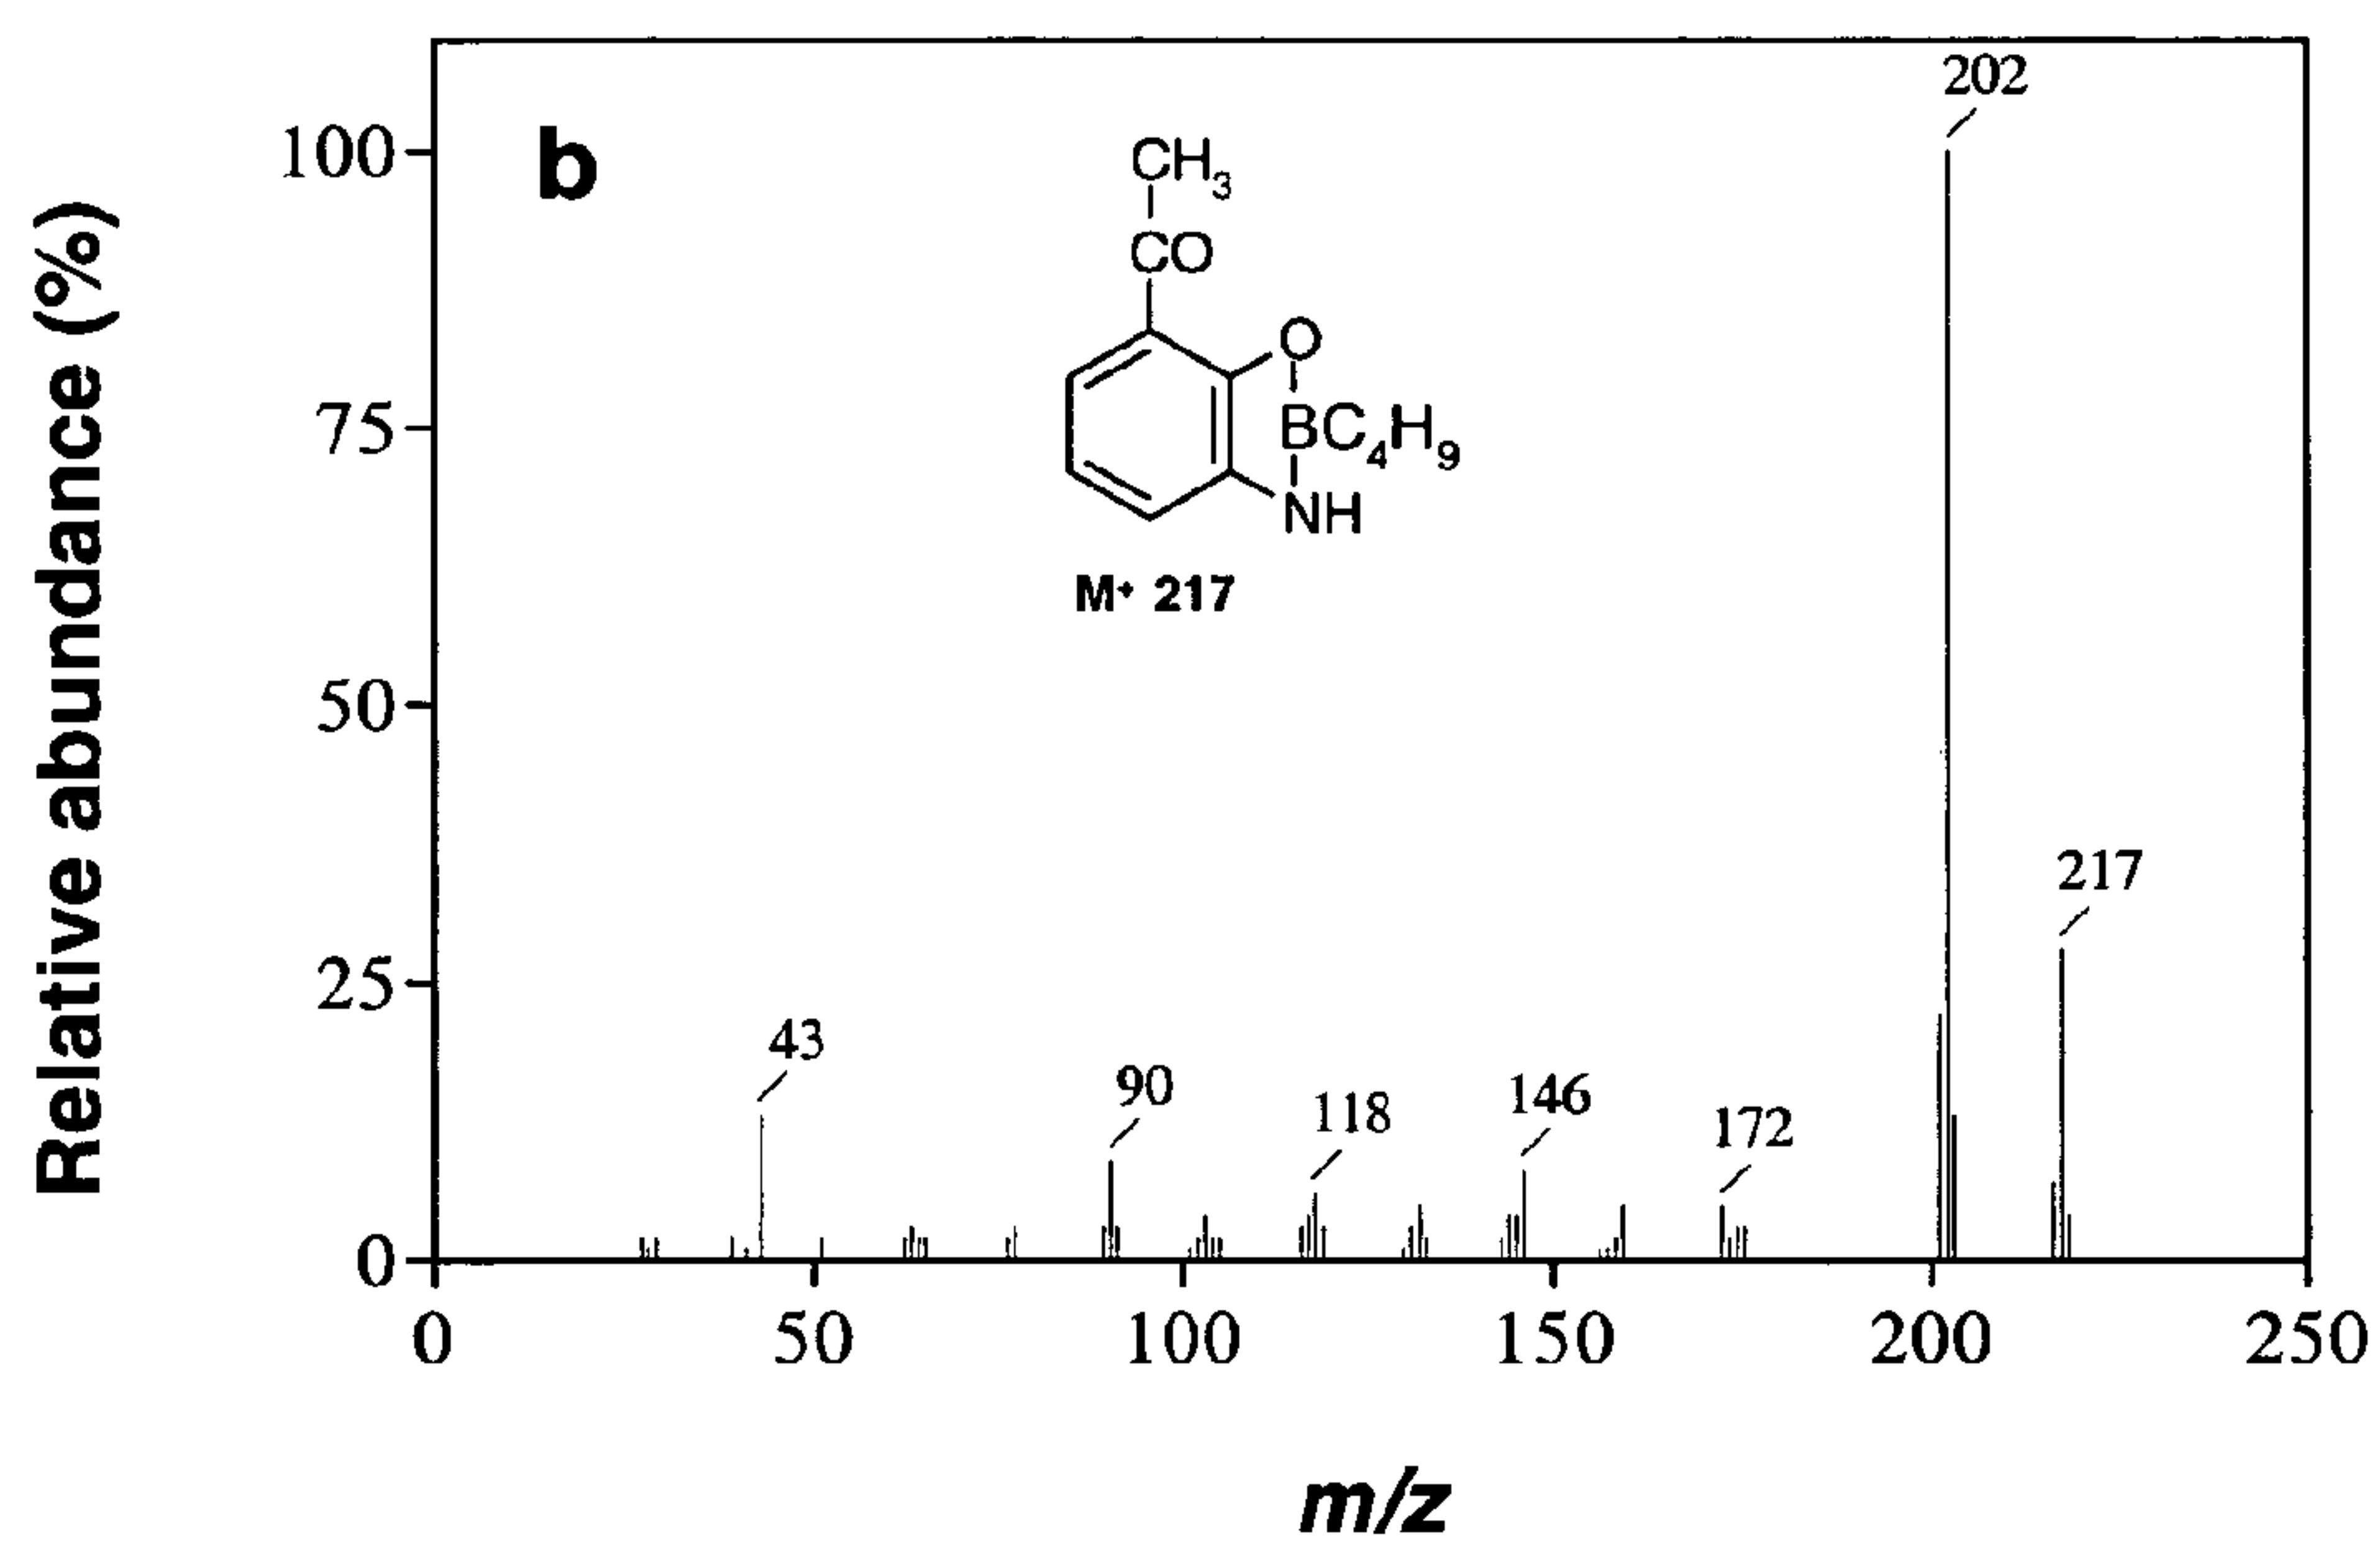 b
Relative abundance (%)
100
75
50
25
0
CH3
CO
O
BC4H9
NH
M+ 217
202
217
43
90
118
146
172
0 50 100 150 200 250
m/z